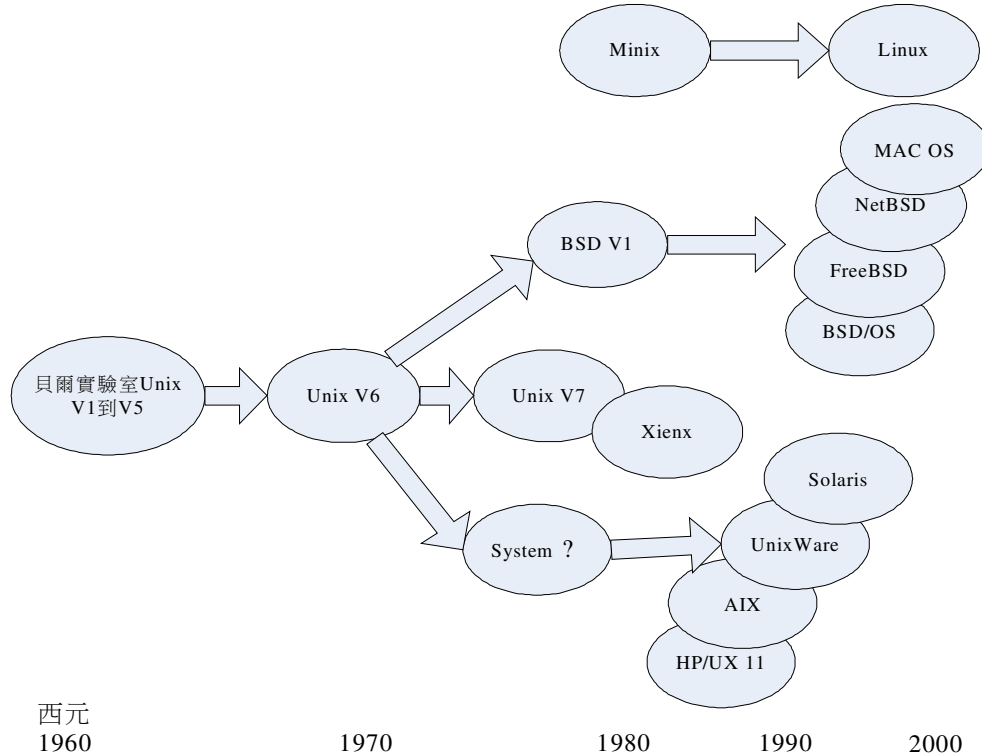 Minix
Linux
MAC OS
NetBSD
BSD V1
FreeBSD
BSD/OS
貝爾實驗室Unix
V1到V5
Unix V6
Unix V7
Xienx
Solaris
System ?
UnixWare
AIX
HP/UX 11
西元
1960
1970
1980
1990
2000